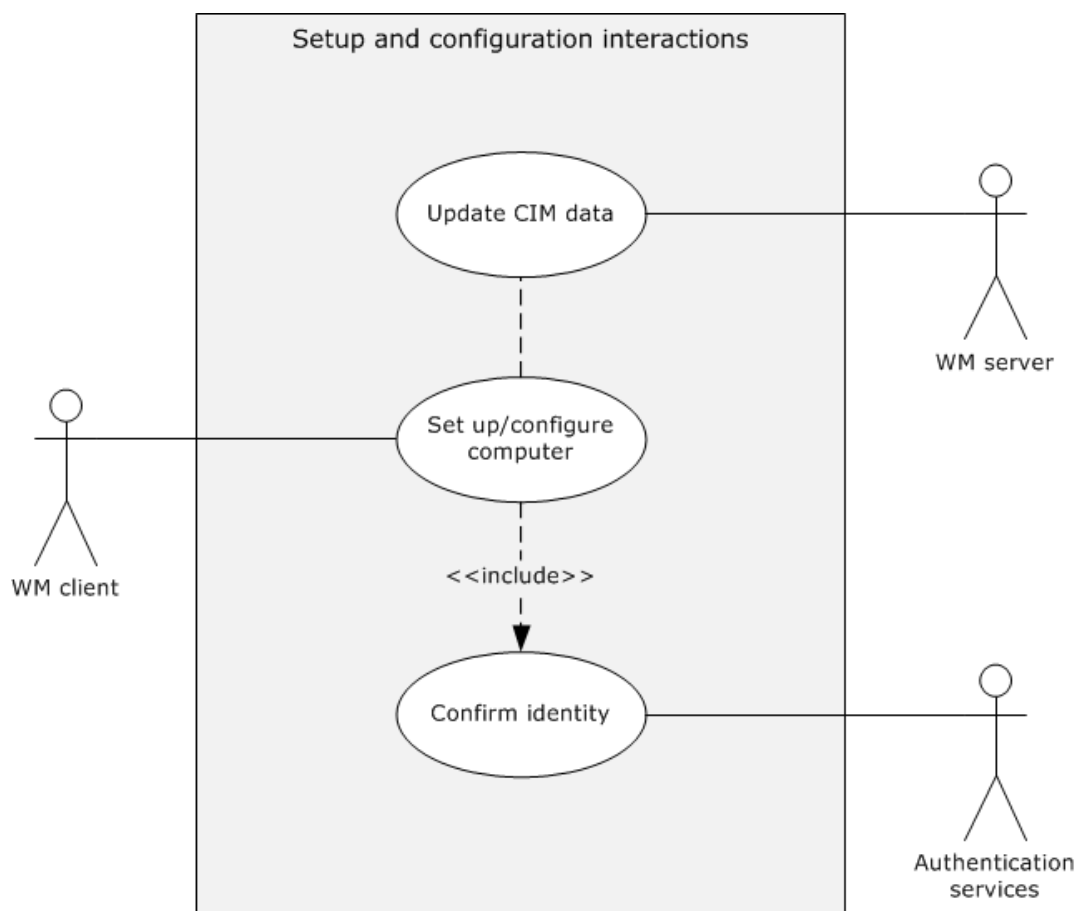 Setup and configuration interactions
Update CIM data
WM server
Set up/configure
computer
WM client
<<include>>
Confirm identity
Authentication
services